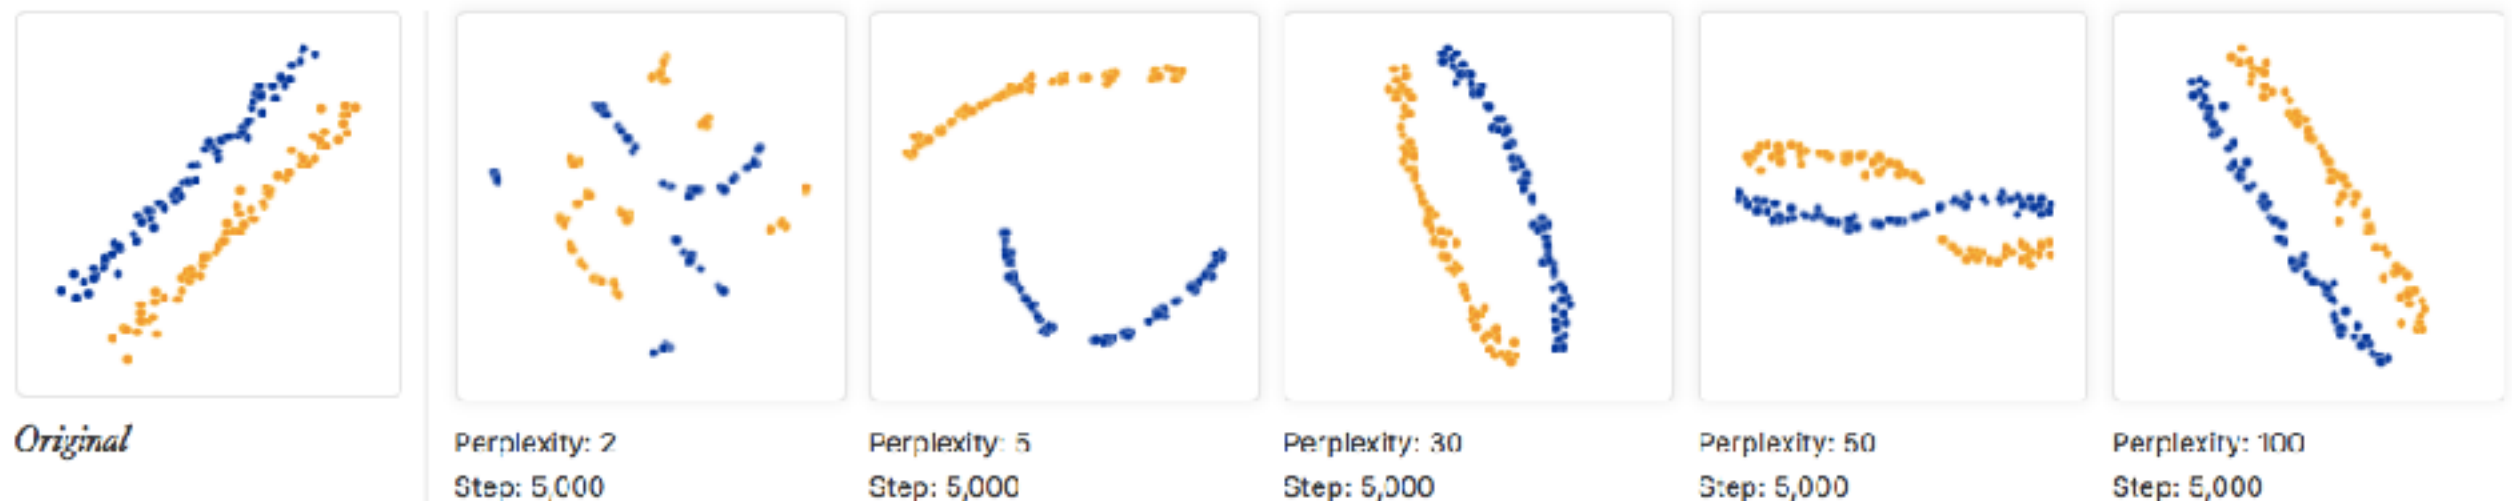 Original
Perplexity: 2
Step: 5,000
Perplexity: 5
Step: 5,000
Perplexity: 30
Step: 5,000
Perplexity: 50
Step: 5,000
Perplexity: 100
Step: 5,000